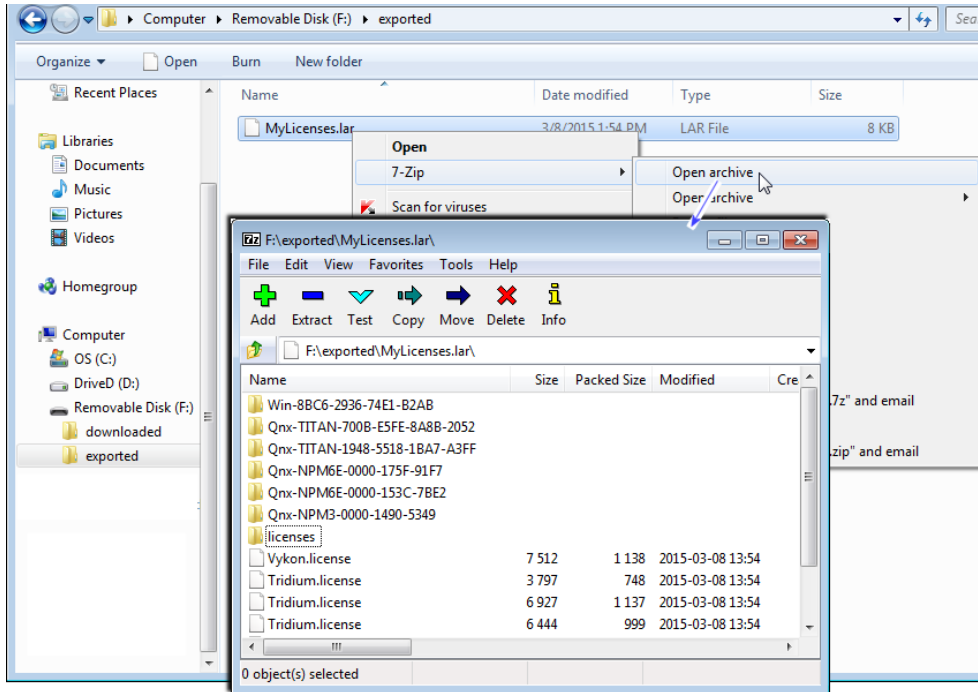 Computer Removable Disk (F:) exported
Sea
Organize Open Burn New folder
Recent Places
Libraries
Documents
Music
Pictures
Videos
Homegroup
Computer
OS (C:)
DriveD (D:)
Removable Disk (F:)
downloaded
exported
Name Date modified Type Size
MyLicenses.lar 3/8/2015 1:54 PM LAR File 8 KB
Open
7-Zip
Scan for viruses
Open archive
Open archive
.7z" and email
.zip" and email
7z F:\exported\MyLicenses.lar\
File Edit View Favorites Tools Help
Add Extract Test Copy Move Delete Info
F:\exported\MyLicenses.lar\
Name Size Packed Size Modified Cre
Win-8BC6-2936-74E1-B2AB
Qnx-TITAN-700B-E5FE-8A8B-2052
Qnx-TITAN-1948-5518-1BA7-A3FF
Qnx-NPM6E-0000-175F-91F7
Qnx-NPM6E-0000-153C-7BE2
Qnx-NPM3-0000-1490-5349
licenses
Vykon.license 7 512 1 138 2015-03-08 13:54
Tridium.license 3 797 748 2015-03-08 13:54
Tridium.license 6 927 1 137 2015-03-08 13:54
Tridium.license 6 444 999 2015-03-08 13:54
0 object(s) selected